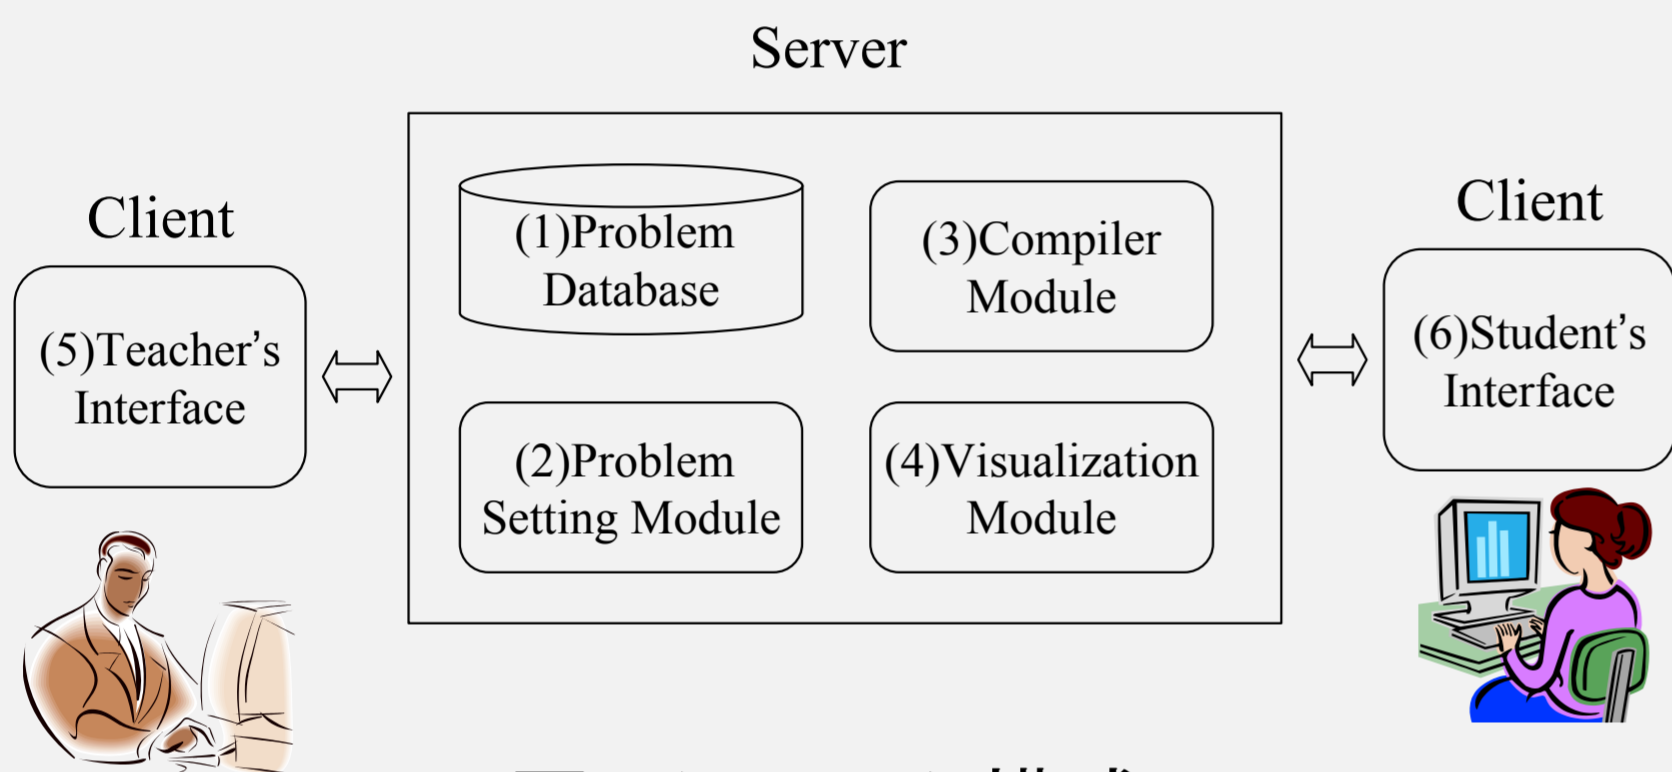 Server
Client
(5)Teacher’s
Interface
(1)Problem
Database
(2)Problem
Setting Module
(3)Compiler
Module
(4)Visualization
Module
Client
(6)Student’s
Interface